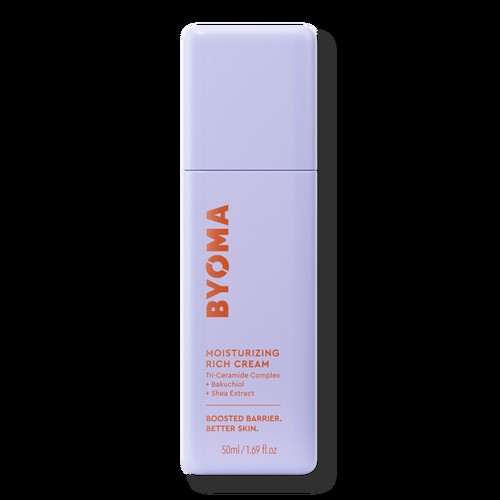 BYOMA
MOISTURIZING
RICH CREAM
Tri-Ceramide Complex
+ Bakuchiol
+ Shea Extract
BOOSTED BARRIER.
BETTER SKIN.
50ml/1.69 fl.oz